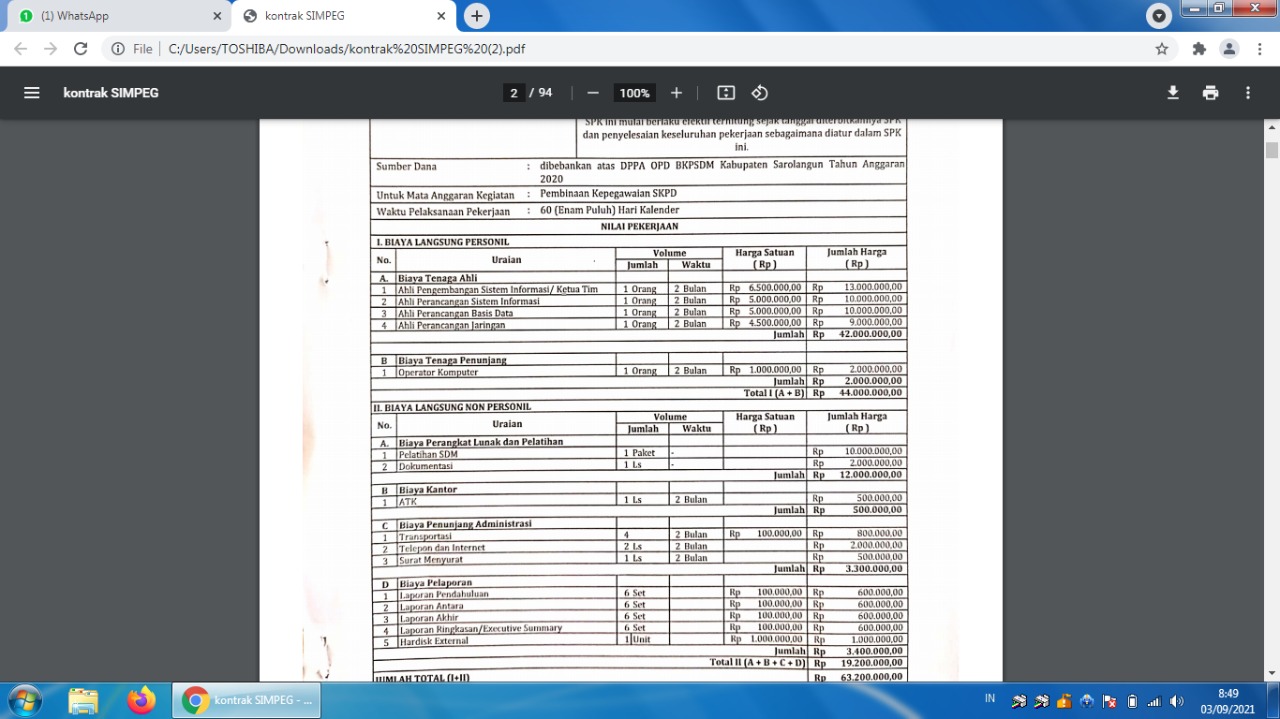 (1) WhatsApp
kontrak SIMPEG
File | C:/Users/TOSHIBA/Downloads/kontrak%20SIMPEG%20(2).pdf
kontrak SIMPEG
2 / 94
100%
SPK ini mulai berlaku efektif terhitung sejak tanggal diterbitkannya SPK
dan penyelesaian keseluruhan pekerjaan sebagaimana diatur dalam SPK
ini.
Sumber Dana : dibebankan atas DPPA OPD BKPSDM Kabupaten Sarolangun Tahun Anggaran
2020
Untuk Mata Anggaran Kegiatan : Pembinaan Kepegawaian SKPD
Waktu Pelaksanaan Pekerjaan : 60 (Enam Puluh) Hari Kalender
NILAI PEKERJAAN
I. BIAYA LANGSUNG PERSONIL
No. Uraian Volume Harga Satuan Jumlah Harga
Jumlah Waktu ( Rp ) ( Rp )
A. Biaya Tenaga Ahli
1 Ahli Pengembangan Sistem Informasi/ Ketua Tim 1 Orang 2 Bulan Rp 6.500.000,00 Rp 13.000.000,00
2 Ahli Perancangan Sistem Informasi 1 Orang 2 Bulan Rp 5.000.000,00 Rp 10.000.000,00
3 Ahli Perancangan Basis Data 1 Orang 2 Bulan Rp 5.000.000,00 Rp 10.000.000,00
4 Ahli Perancangan Jaringan 1 Orang 2 Bulan Rp 4.500.000,00 Rp 9.000.000,00
Jumlah Rp 42.000.000,00
B Biaya Tenaga Penunjang
1 Operator Komputer 1 Orang 2 Bulan Rp 1.000.000,00 Rp 2.000.000,00
Jumlah Rp 2.000.000,00
Total I (A + B) Rp 44.000.000,00
II. BIAYA LANGSUNG NON PERSONIL
No. Uraian Volume Harga Satuan Jumlah Harga
Jumlah Waktu ( Rp ) ( Rp )
A. Biaya Perangkat Lunak dan Pelatihan
1 Pelatihan SDM 1 Paket - Rp 10.000.000,00
2 Dokumentasi 1 Ls - Rp 2.000.000,00
Jumlah Rp 12.000.000,00
B Biaya Kantor
1 ATK 1 Ls 2 Bulan Rp 500.000,00
Jumlah Rp 500.000,00
C Biaya Penunjang Administrasi
1 Transportasi 4 2 Bulan Rp 100.000,00 Rp 800.000,00
2 Telepon dan Internet 2 Ls 2 Bulan Rp 2.000.000,00
3 Surat Menyurat 1 Ls 2 Bulan Rp 500.000,00
Jumlah Rp 3.300.000,00
D Biaya Pelaporan
1 Laporan Pendahuluan 6 Set Rp 100.000,00 Rp 600.000,00
2 Laporan Antara 6 Set Rp 100.000,00 Rp 600.000,00
3 Laporan Akhir 6 Set Rp 100.000,00 Rp 600.000,00
4 Laporan Ringkasan/Executive Summary 6 Set Rp 100.000,00 Rp 600.000,00
5 Hardisk External 1 Unit Rp 1.000.000,00 Rp 1.000.000,00
Jumlah Rp 3.400.000,00
Total II (A + B + C + D) Rp 19.200.000,00
JUMLAH TOTAL (I+II) Rp 63.200.000,00
kontrak SIMPEG - ...
IN
8:49
03/09/2021